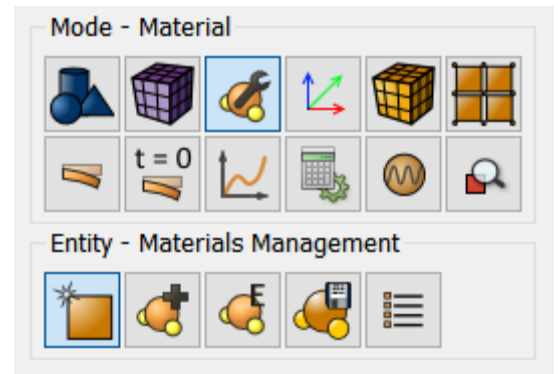 Mode - Material
t = 0
Entity - Materials Management
E